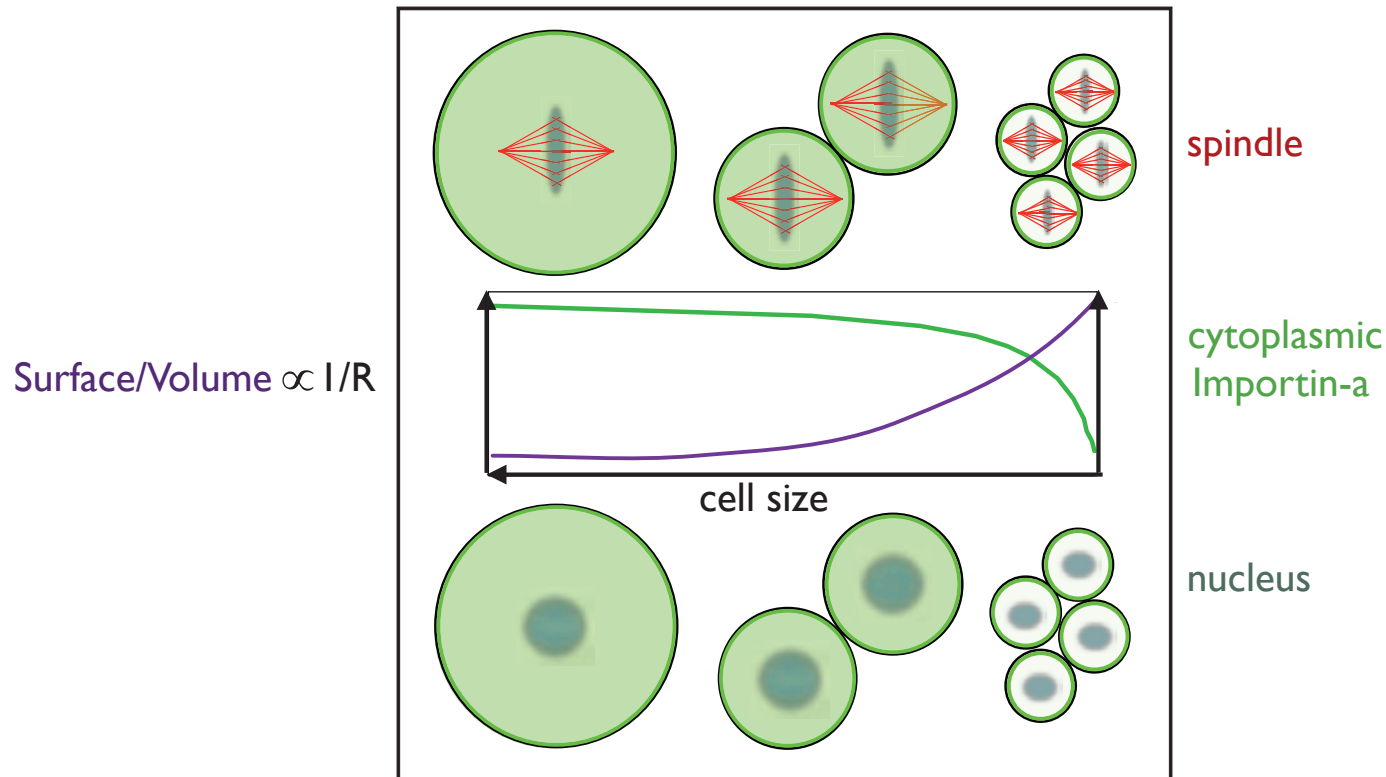 spindle
Surface/Volume ∝ 1/R
cytoplasmic
Importin-a
cell size
nucleus